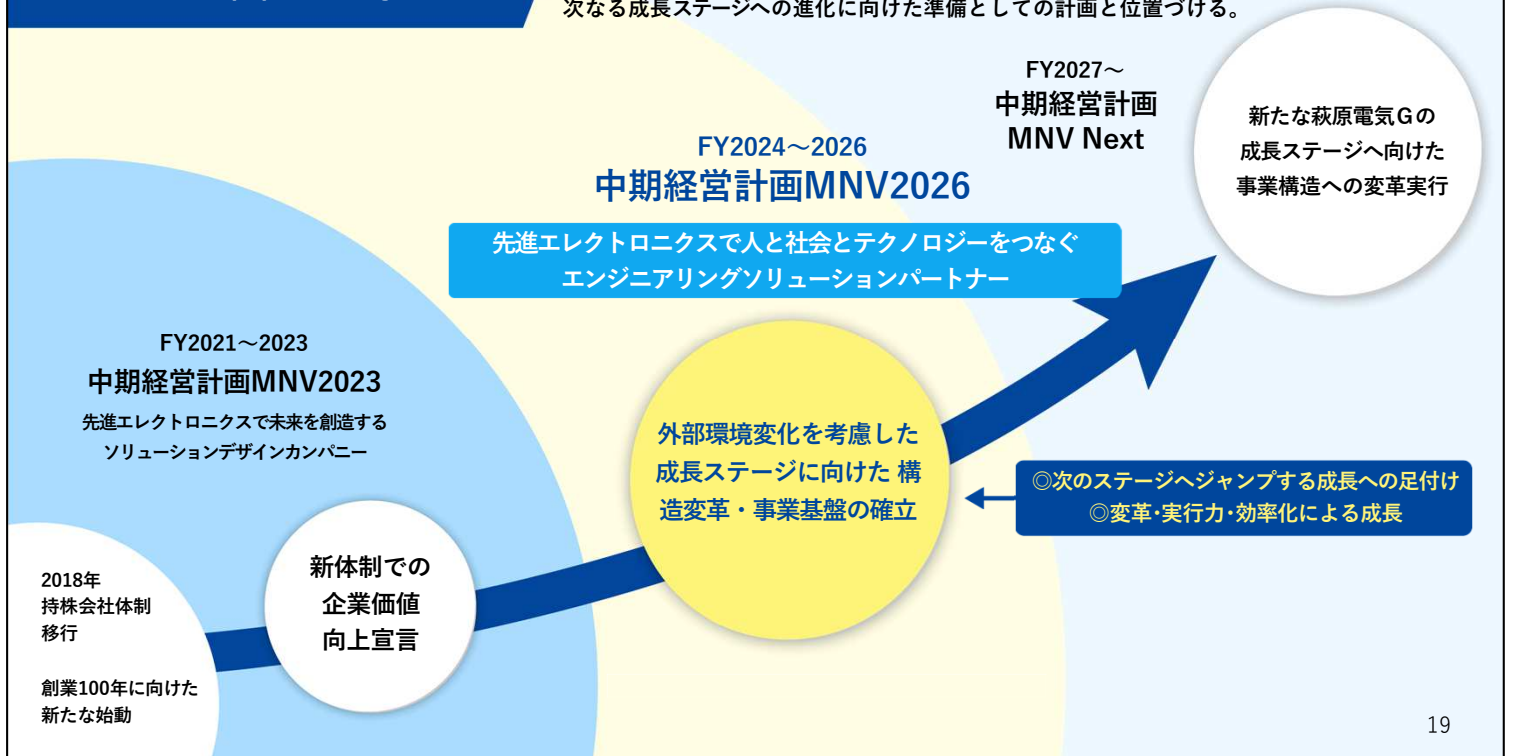 次なる成長ステージへの進化に向けた準備としての計画と位置づける。
FY2027～
中期経営計画
MNV Next
新たな萩原電気Gの
成長ステージへ向けた
事業構造への変革実行
FY2024～2026
中期経営計画MNV2026
先進エレクトロニクスで人と社会とテクノロジーをつなぐ
エンジニアリングソリューションパートナー
FY2021～2023
中期経営計画MNV2023
先進エレクトロニクスで未来を創造する
ソリューションデザインカンパニー
外部環境変化を考慮した
成長ステージに向けた 構
造変革・事業基盤の確立
◎次のステージへジャンプする成長への足付け
◎変革・実行力・効率化による成長
新体制での
企業価値
向上宣言
2018年
持株会社体制
移行
創業100年に向けた
新たな始動
19